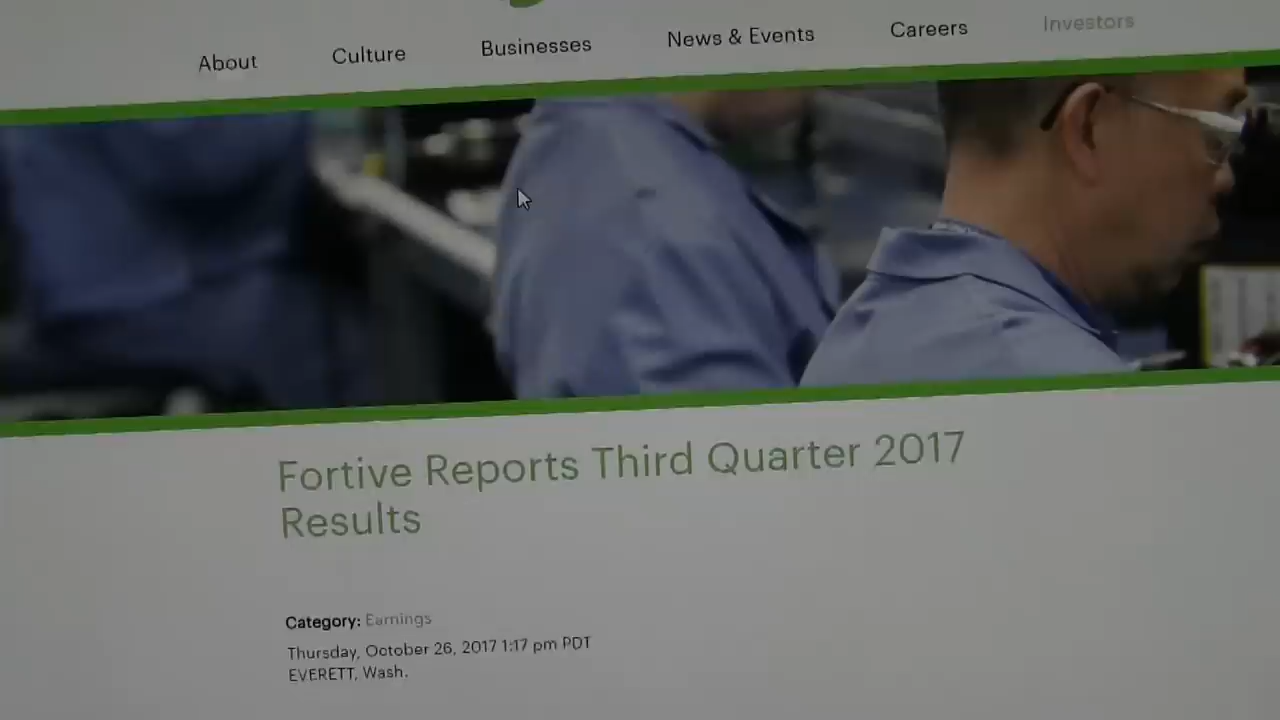 About Culture Businesses News & Events Careers Investors
Fortive Reports Third Quarter 2017
Results
Category: Earnings
Thursday, October 26, 2017 1:17 pm PDT
EVERETT, Wash.